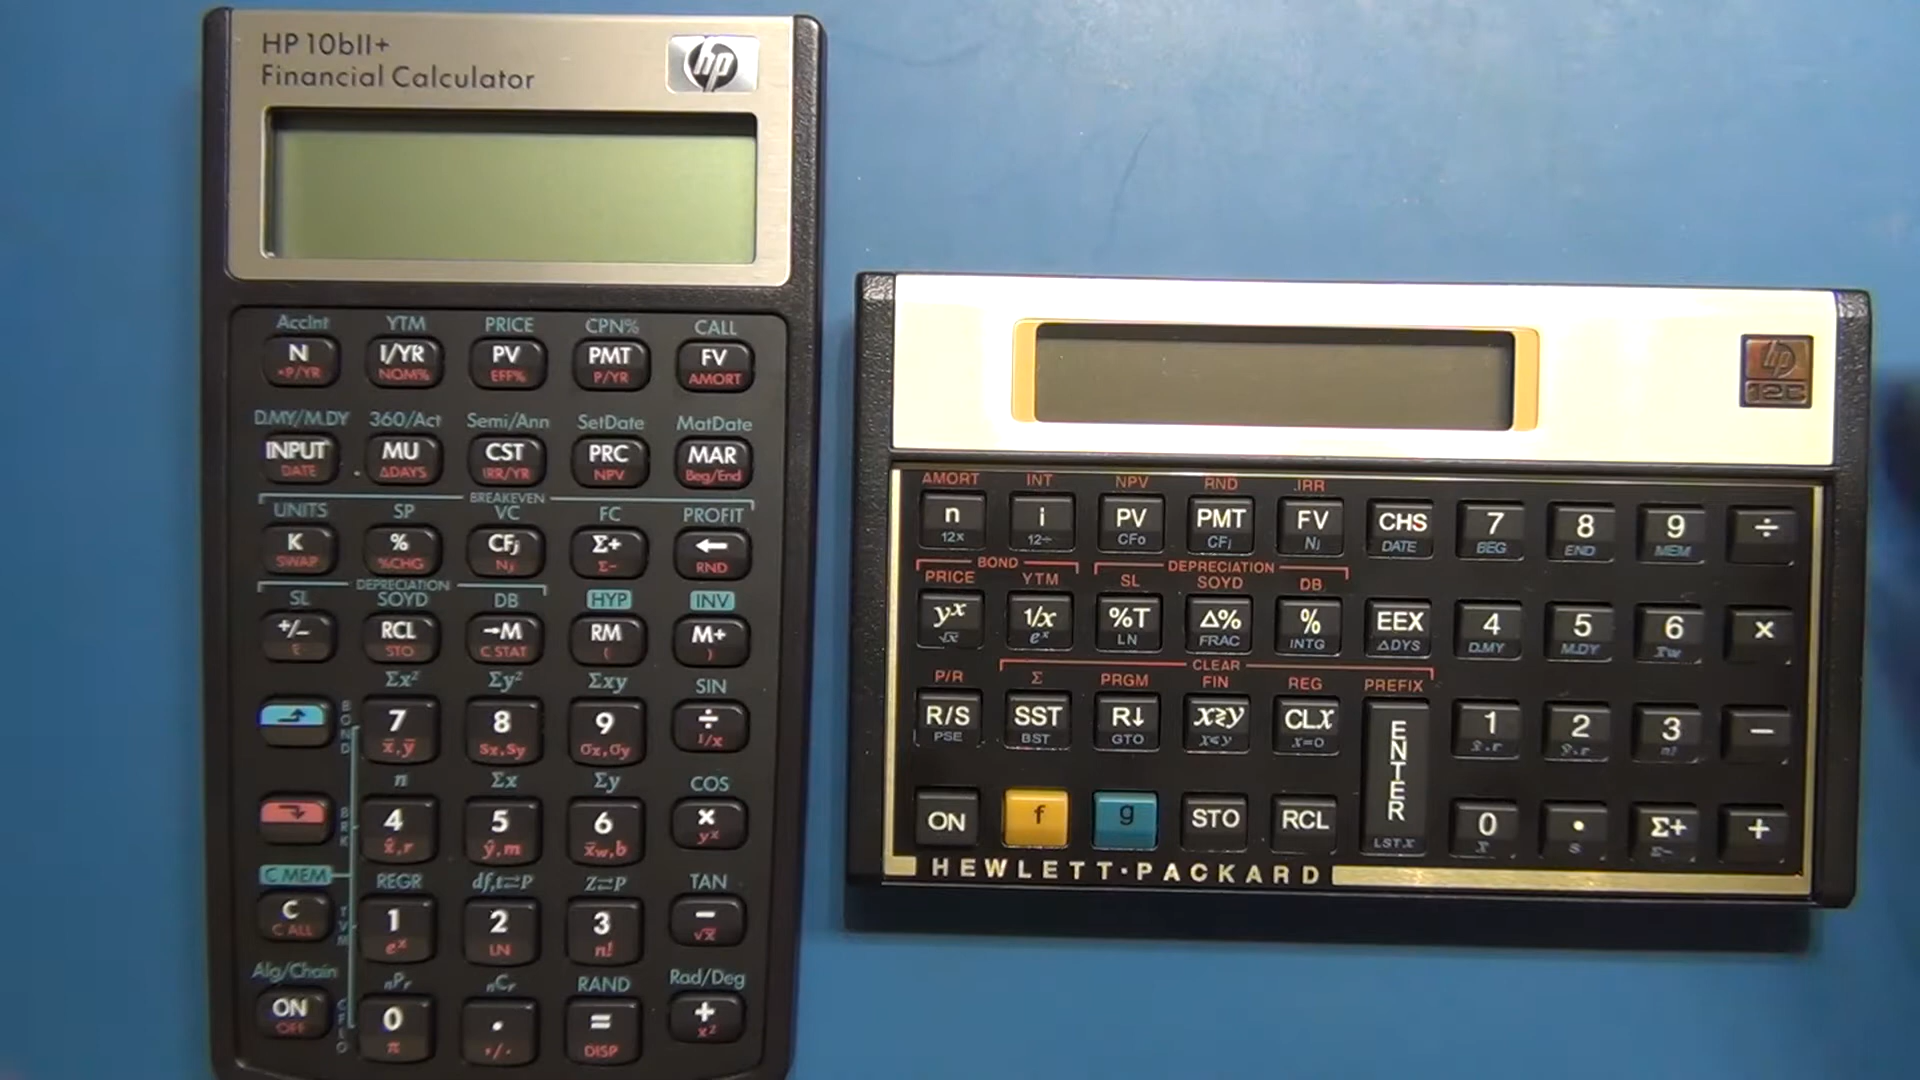 HP 10bII+
Financial Calculator
hp
AccInt YTM PRICE CPN% CALL
N I/YR PV PMT FV
×P/YR NOM% EFF% P/YR AMORT
D.MY/M.DY 360/Act Semi/Ann SetDate MatDate
INPUT MU CST PRC MAR
DATE ΔDAYS IRR/YR NPV Beg/End
BREAKEVEN
UNITS SP VC FC PROFIT
K % CFj Σ+ ←
SWAP %CHG Nj Σ− RND
DEPRECIATION
SL SOYD DB HYP INV
+/− RCL →M RM M+
E STO C STAT ( )
Σx² Σy² Σxy SIN
7 8 9 ÷
x̄,ȳ sx,sy σx,σy 1/x
BOND
n Σx Σy COS
4 5 6 ×
x̂,r ŷ,m x̄w,b yˣ
BRK
C MEM REGR df,t⇄P Z⇄P TAN
C 1 2 3 −
C ALL eˣ LN n! √x
TVM
Alg/Chain nPr nCr RAND Rad/Deg
ON 0 . = +
OFF π ,/. DISP x²
CFLO
hp
12C
AMORT INT NPV RND IRR
n i PV PMT FV CHS 7 8 9 ÷
12× 12÷ CFo CFj Nj DATE BEG END MEM
BOND DEPRECIATION
PRICE YTM SL SOYD DB
yˣ 1/x %T Δ% % EEX 4 5 6 ×
√x eˣ LN FRAC INTG ΔDYS D.MY M.DY x̄w
CLEAR
P/R Σ PRGM FIN REG PREFIX
R/S SST R↓ x≷y CLx ENTER 1 2 3 −
PSE BST GTO x≤y x=0 x̂,r ŷ,r n!
ON f g STO RCL 0 . Σ+ +
LST x x̄ s Σ−
HEWLETT·PACKARD